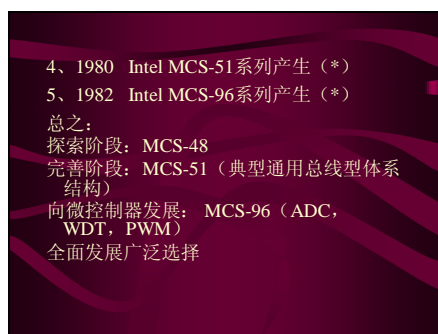 4、1980 Intel MCS-51系列产生（*）
5、1982 Intel MCS-96系列产生（*）
总之：
探索阶段：MCS-48
完善阶段：MCS-51（典型通用总线型体系
结构）
向微控制器发展： MCS-96（ADC，
WDT，PWM）
全面发展广泛选择